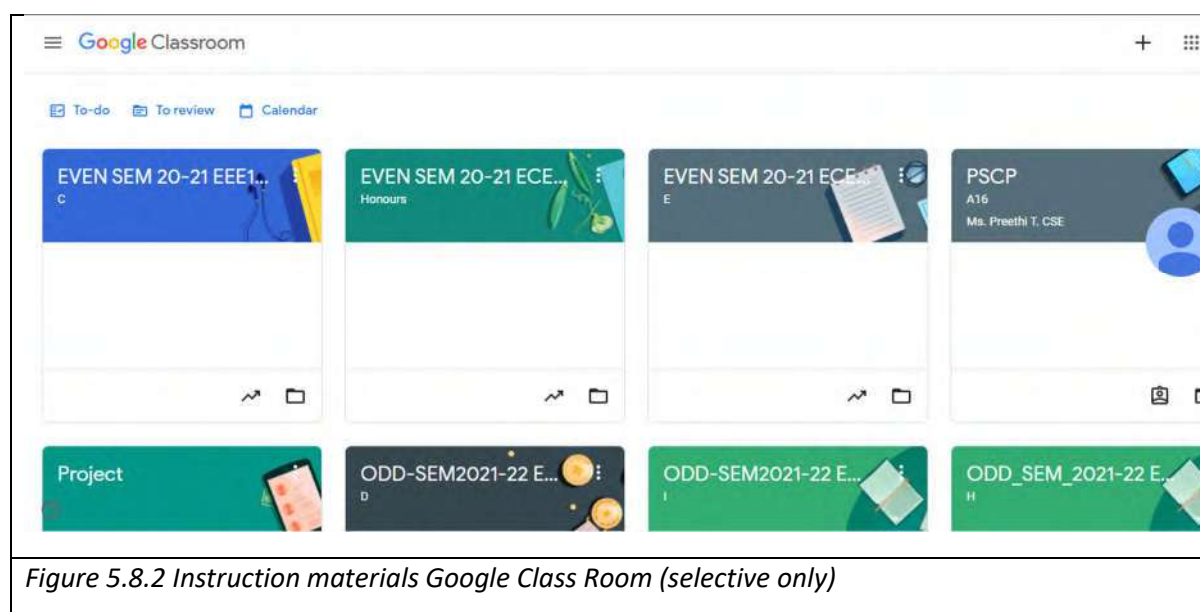 Google Classroom
To-do To review Calendar
EVEN SEM 20-21 EEE1...
C
EVEN SEM 20-21 ECE...
Honours
EVEN SEM 20-21 ECE...
E
PSCP
A16
Ms. Preethi T. CSE
Project
ODD-SEM2021-22 E...
D
ODD-SEM2021-22 E...
I
ODD_SEM_2021-22 E...
H
Figure 5.8.2 Instruction materials Google Class Room (selective only)